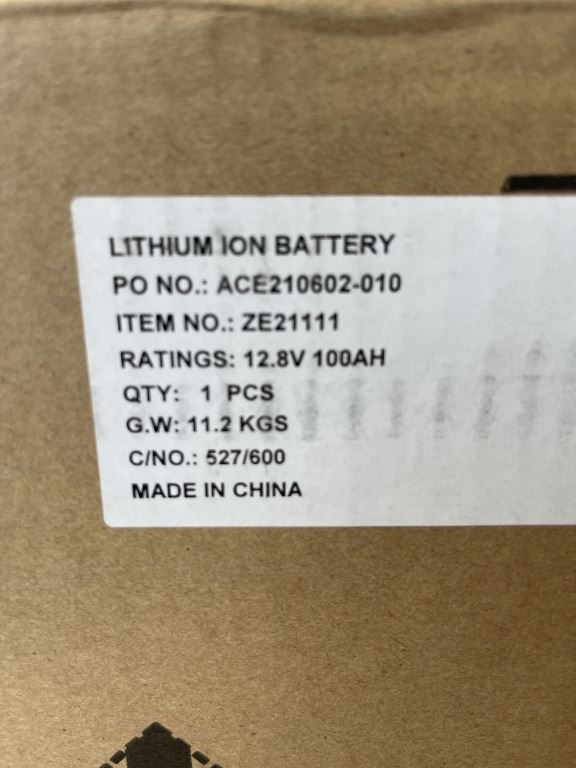 LITHIUM ION BATTERY
PO NO.: ACE210602-010
ITEM NO.: ZE21111
RATINGS: 12.8V 100AH
QTY: 1 PCS
G.W: 11.2 KGS
C/NO.: 527/600
MADE IN CHINA